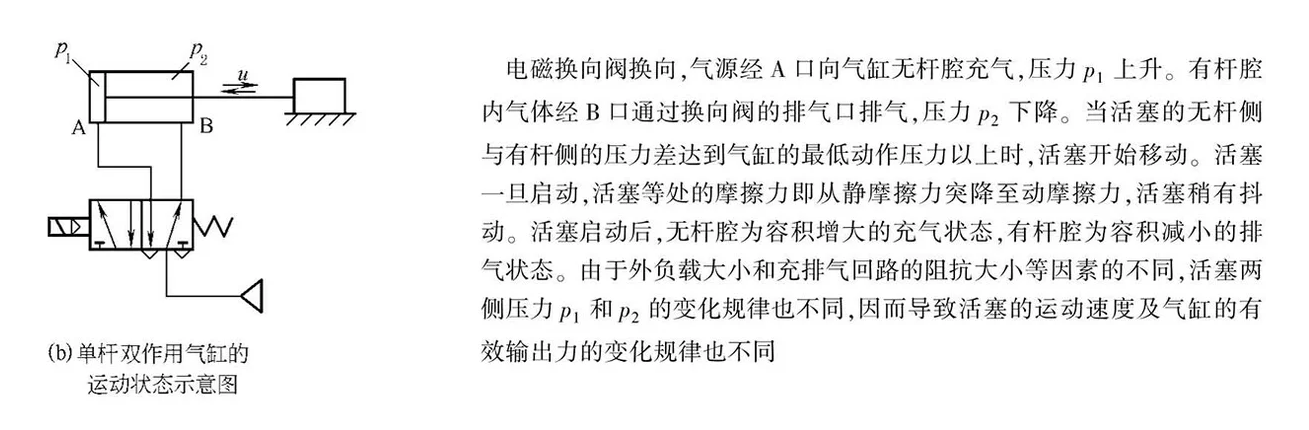 p₁
p₂
u
A
B
(b) 单杆双作用气缸的
运动状态示意图
电磁换向阀换向,气源经 A 口向气缸无杆腔充气,压力 p₁ 上升。有杆腔
内气体经 B 口通过换向阀的排气口排气,压力 p₂ 下降。当活塞的无杆侧
与有杆侧的压力差达到气缸的最低动作压力以上时,活塞开始移动。活塞
一旦启动,活塞等处的摩擦力即从静摩擦力突降至动摩擦力,活塞稍有抖
动。活塞启动后,无杆腔为容积增大的充气状态,有杆腔为容积减小的排
气状态。由于外负载大小和充排气回路的阻抗大小等因素的不同,活塞两
侧压力 p₁ 和 p₂ 的变化规律也不同,因而导致活塞的运动速度及气缸的有
效输出力的变化规律也不同